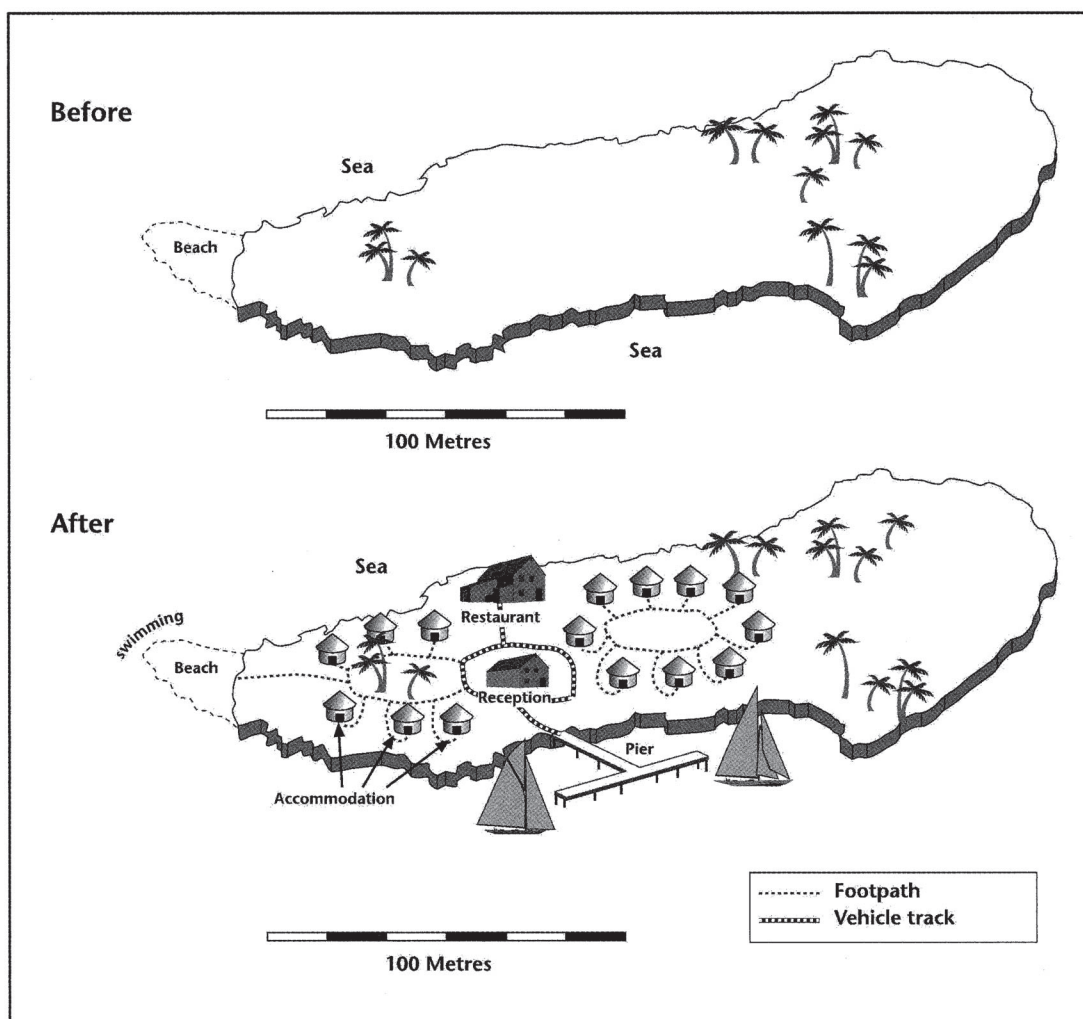 Before
Sea
Beach
Sea
100 Metres
After
Sea
swimming
Restaurant
Beach
Reception
Pier
Accommodation
Footpath
Vehicle track
100 Metres